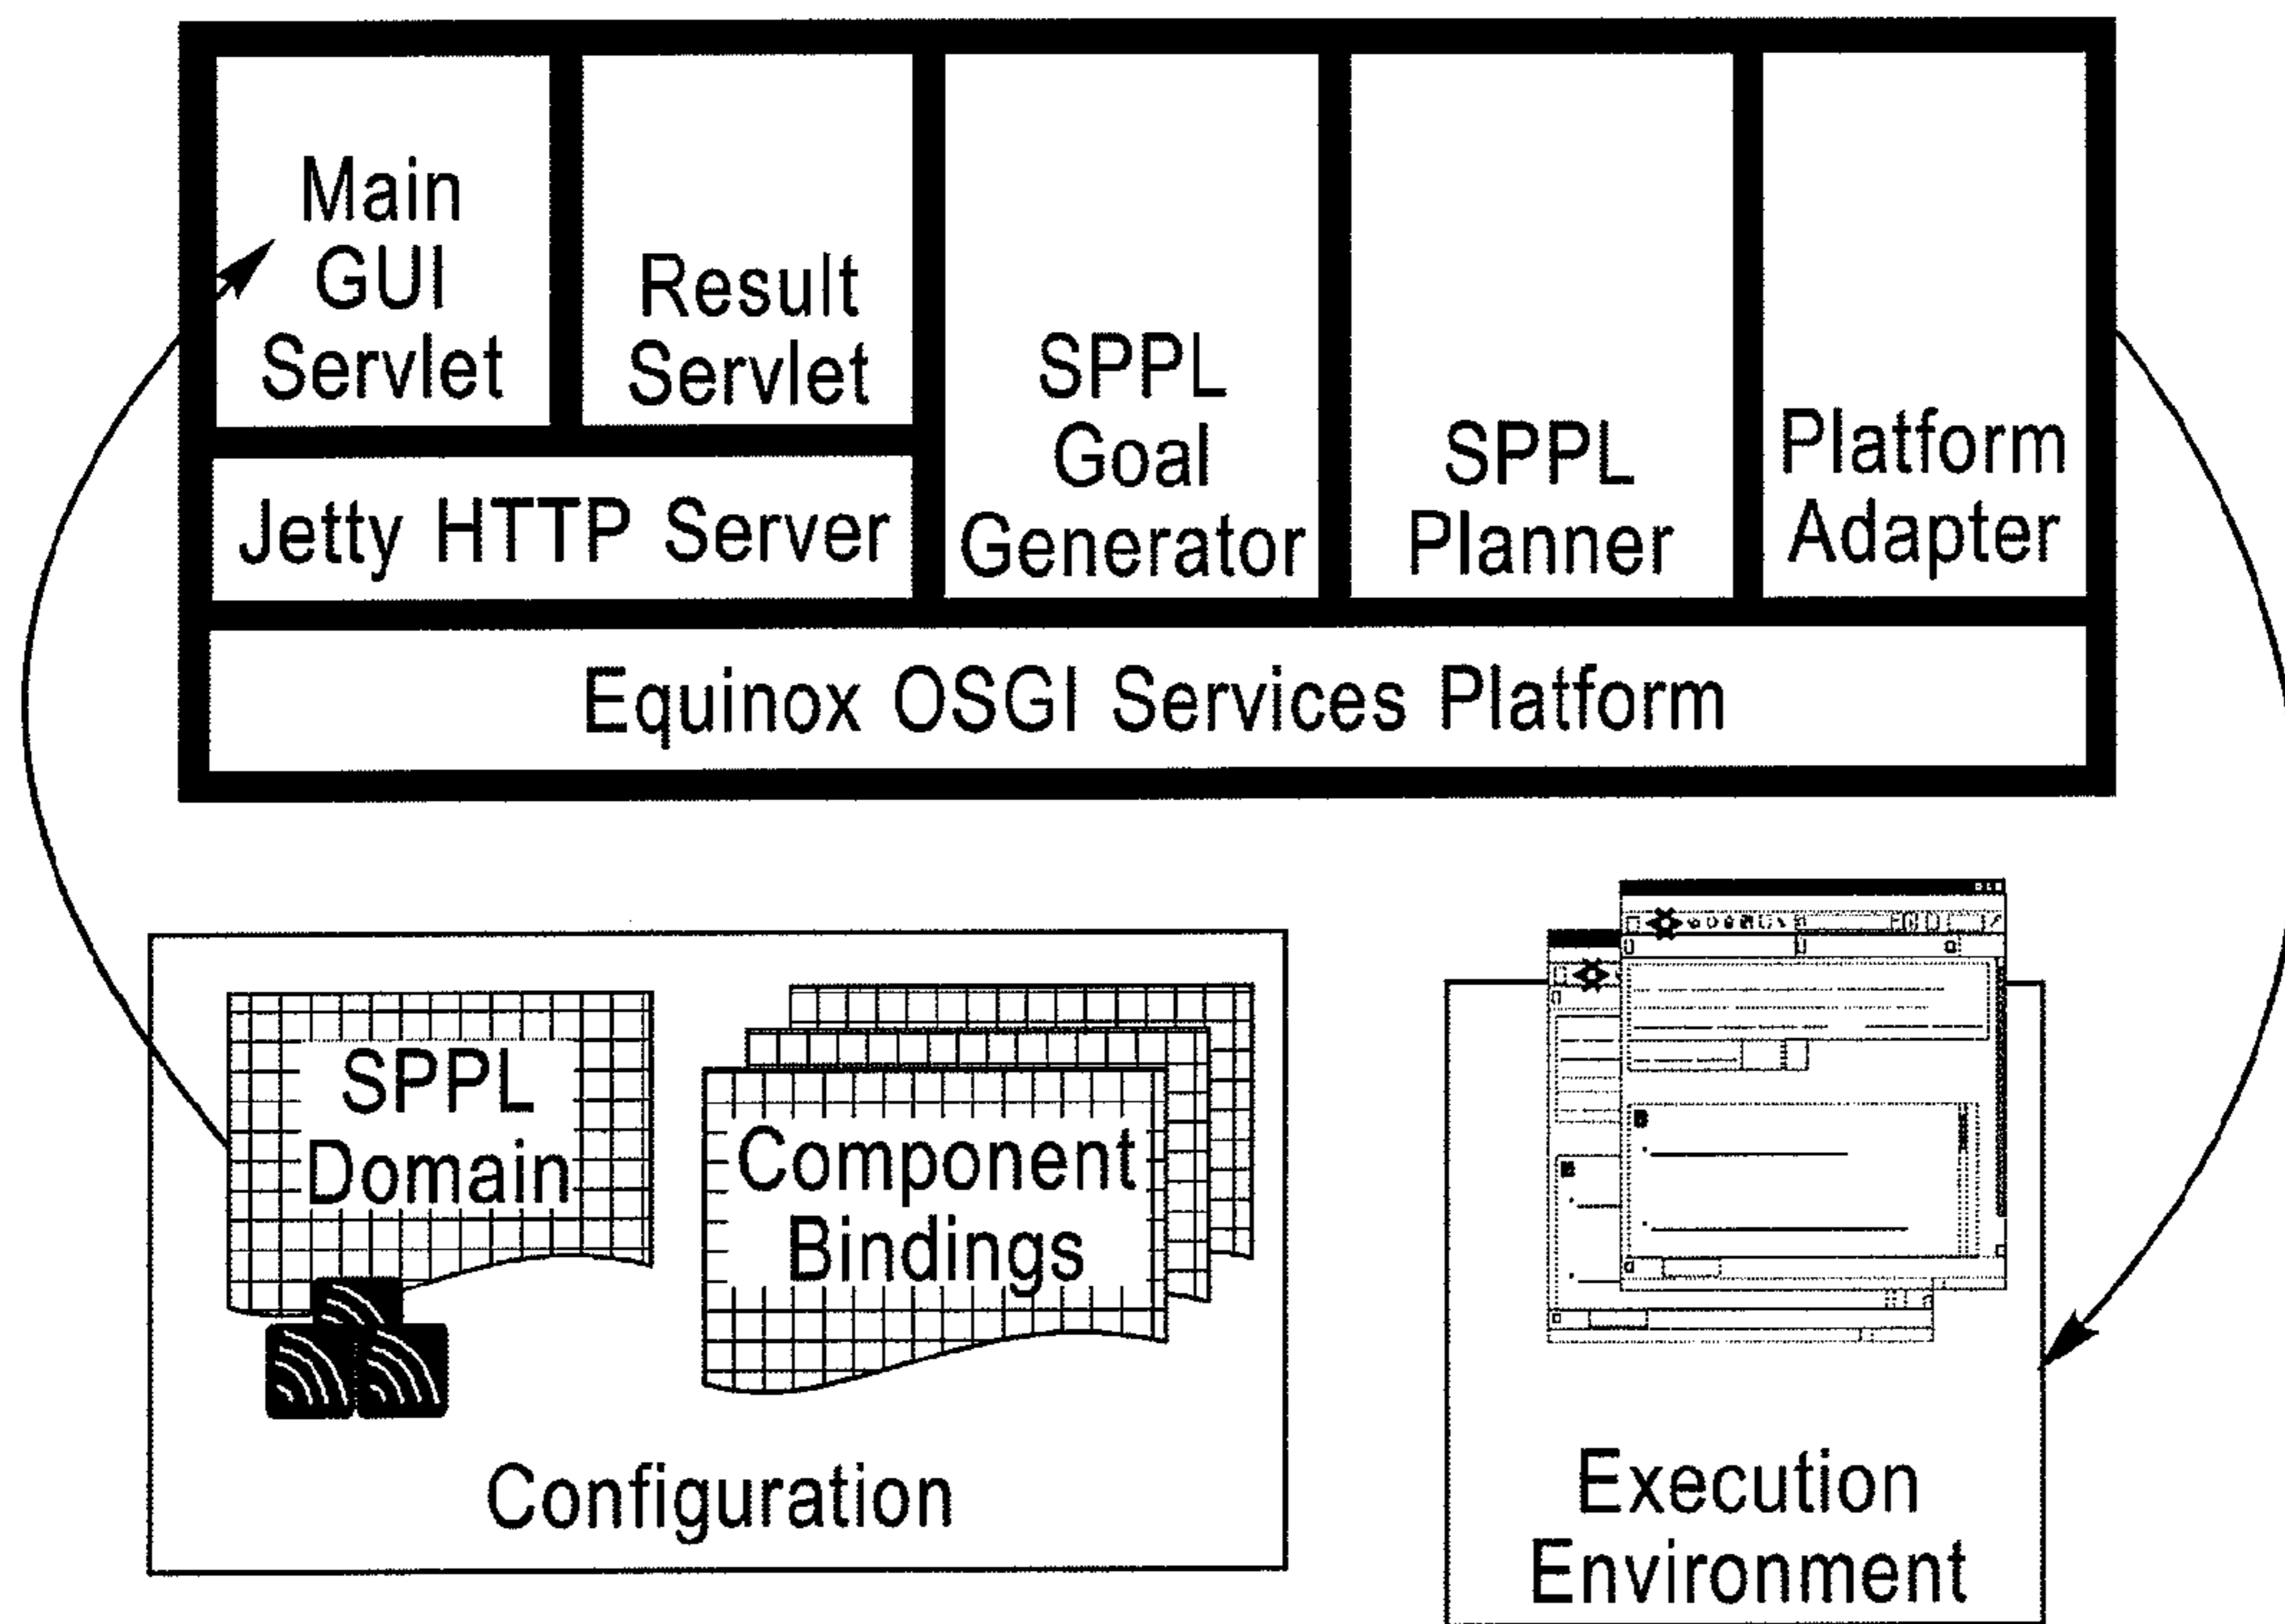 Main
GUI
Servlet
Result
Servlet
SPPL
Goal
Generator
SPPL
Planner
Platform
Adapter
Jetty HTTP Server
Equinox OSGI Services Platform
SPPL
Domain
Component
Bindings
Configuration
Execution
Environment